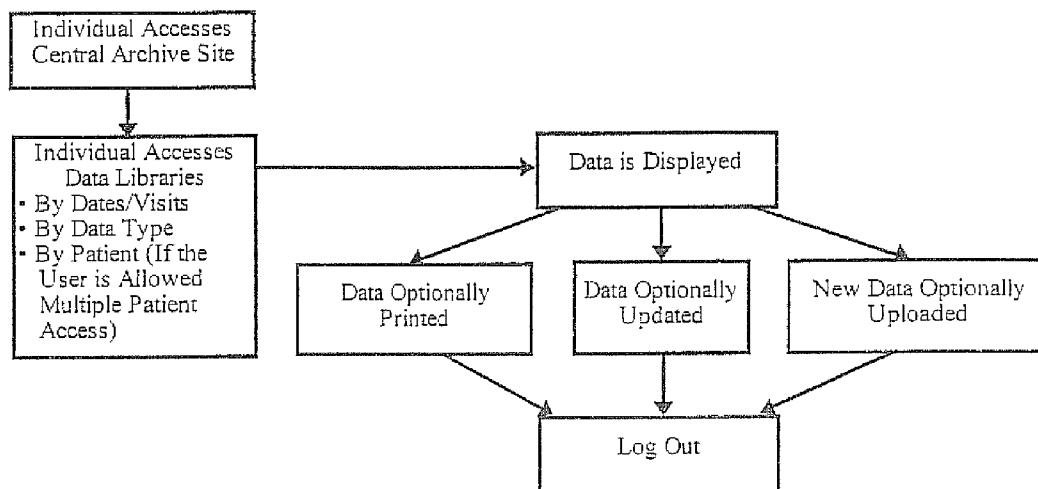 Individual Accesses
Central Archive Site
Individual Accesses
Data Libraries
▪ By Dates/Visits
▪ By Data Type
▪ By Patient (If the
User is Allowed
Multiple Patient
Access)
Data is Displayed
Data Optionally
Printed
Data Optionally
Updated
New Data Optionally
Uploaded
Log Out